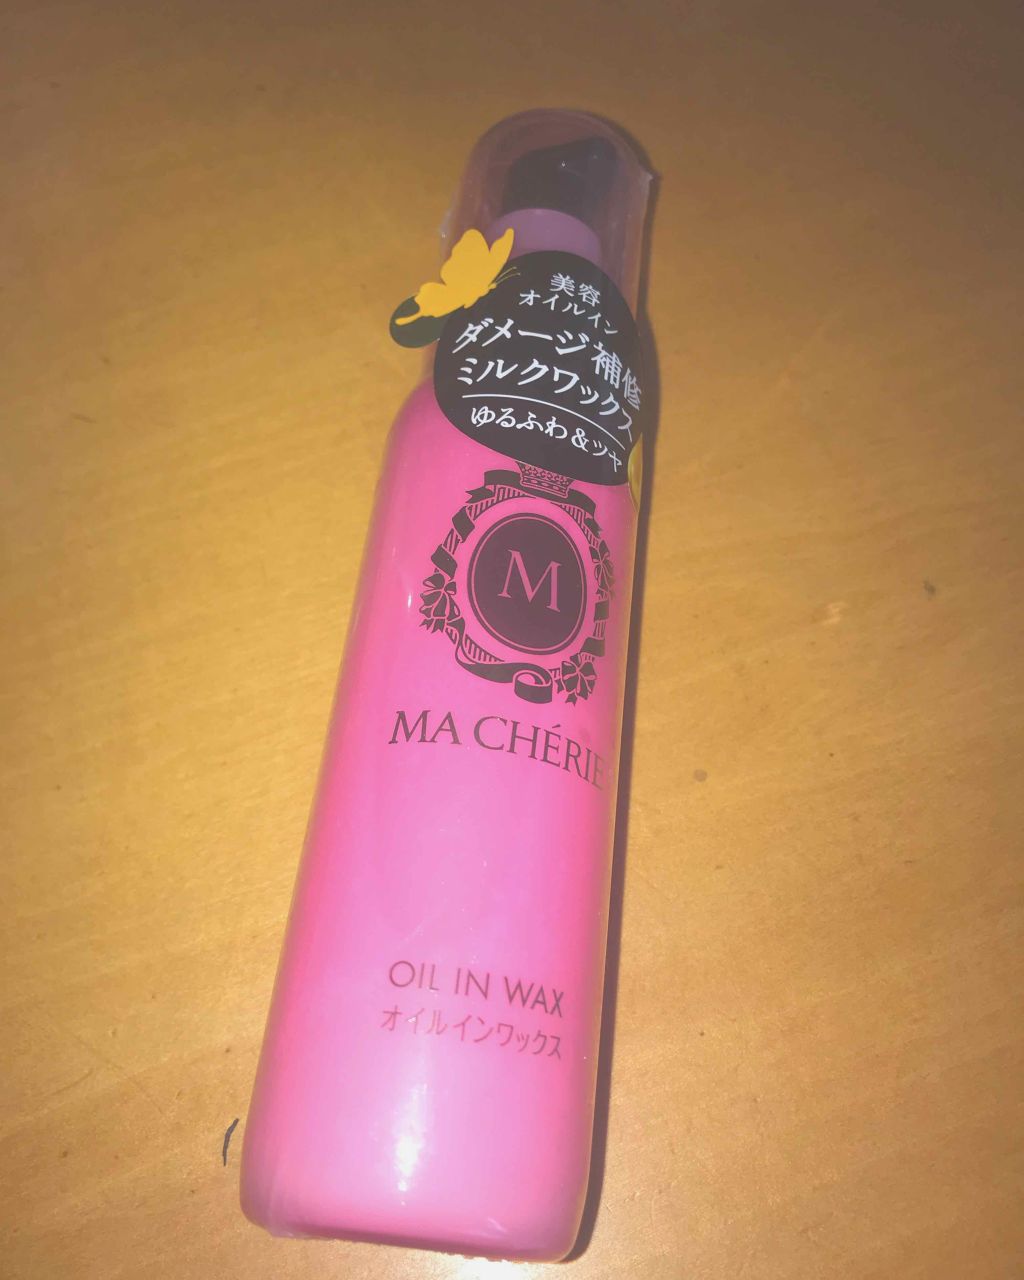 美容
オイルイン
ダメージ補修
ミルクワックス
ゆるふわ&ツヤ
M
MA CHÉRIE
OIL IN WAX
オイルインワックス